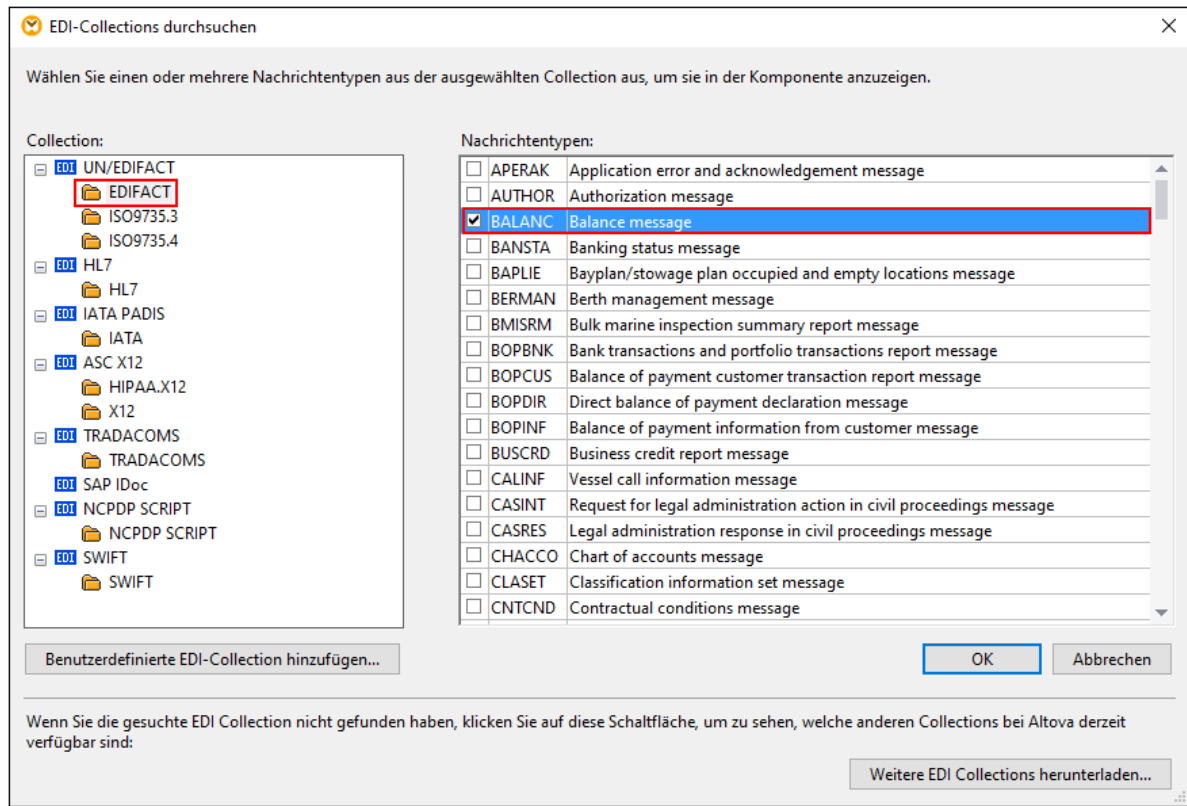 EDI-Collections durchsuchen
Wählen Sie einen oder mehrere Nachrichtentypen aus der ausgewählten Collection aus, um sie in der Komponente anzuzeigen.
Collection:
EDI UN/EDIFACT
EDIFACT
ISO9735.3
ISO9735.4
EDI HL7
HL7
EDI IATA PADIS
IATA
EDI ASC X12
HIPAA.X12
X12
EDI TRADACOMS
TRADACOMS
EDI SAP IDoc
EDI NCPDP SCRIPT
NCPDP SCRIPT
EDI SWIFT
SWIFT
Nachrichtentypen:
APERAK Application error and acknowledgement message
AUTHOR Authorization message
BALANC Balance message
BANSTA Banking status message
BAPLIE Bayplan/stowage plan occupied and empty locations message
BERMAN Berth management message
BMISRM Bulk marine inspection summary report message
BOPBNK Bank transactions and portfolio transactions report message
BOPCUS Balance of payment customer transaction report message
BOPDIR Direct balance of payment declaration message
BOPINF Balance of payment information from customer message
BUSCRD Business credit report message
CALINF Vessel call information message
CASINT Request for legal administration action in civil proceedings message
CASRES Legal administration response in civil proceedings message
CHACCO Chart of accounts message
CLASET Classification information set message
CNTCND Contractual conditions message
Benutzerdefinierte EDI-Collection hinzufügen...
OK
Abbrechen
Wenn Sie die gesuchte EDI Collection nicht gefunden haben, klicken Sie auf diese Schaltfläche, um zu sehen, welche anderen Collections bei Altova derzeit
verfügbar sind:
Weitere EDI Collections herunterladen...